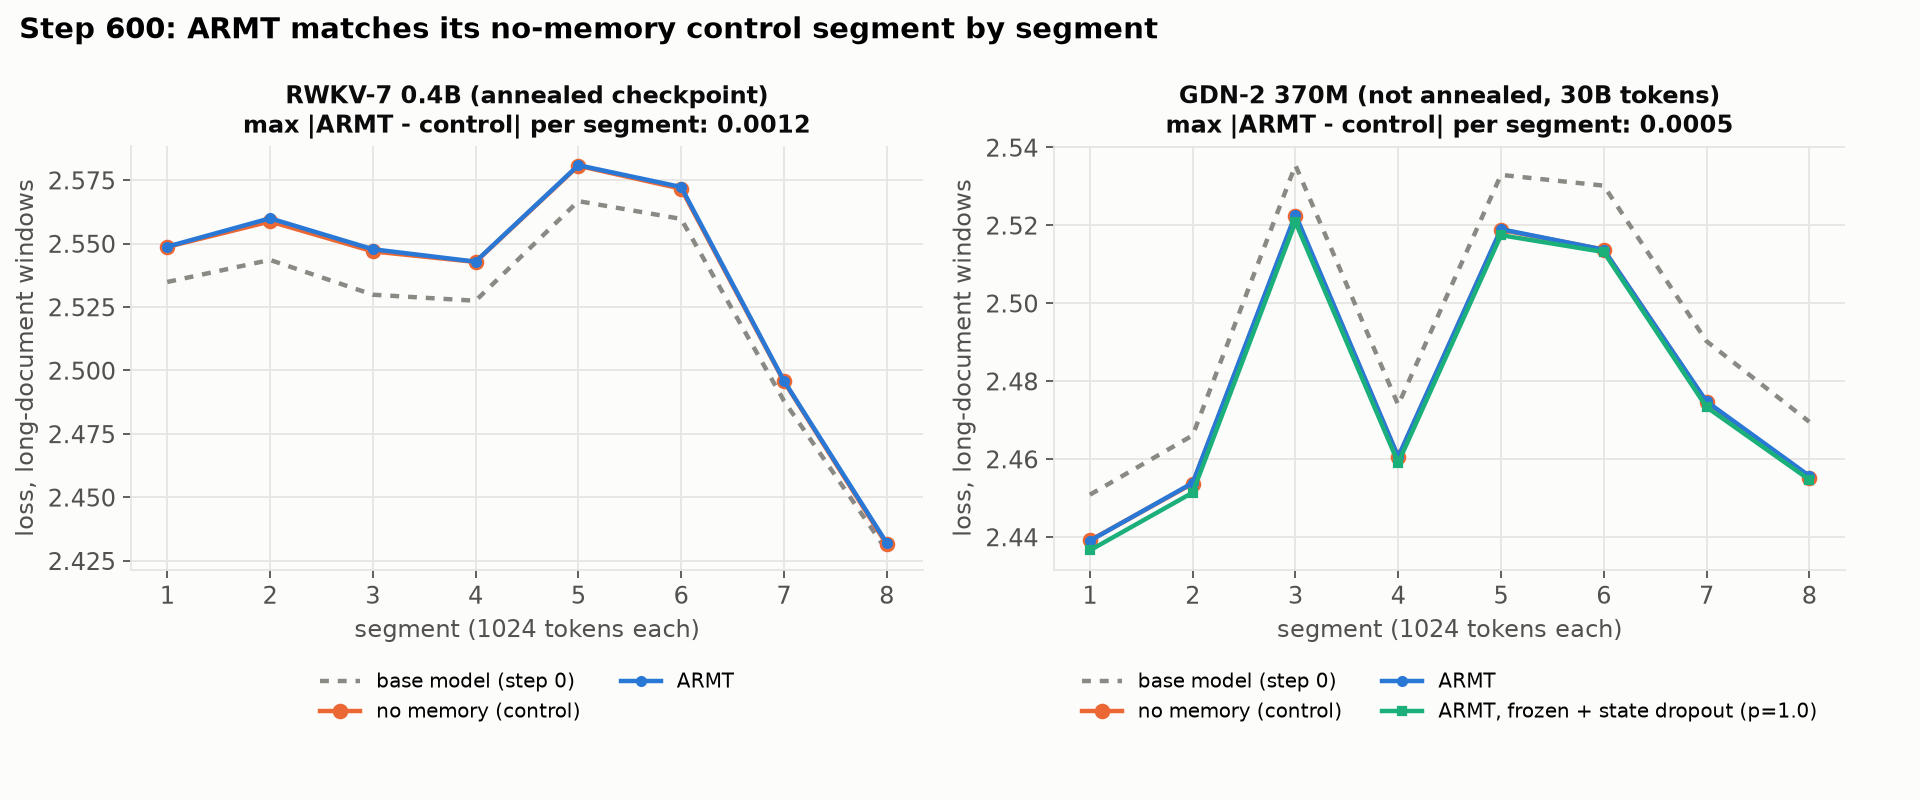 Step 600: ARMT matches its no-memory control segment by segment
RWKV-7 0.4B (annealed checkpoint)
max |ARMT - control| per segment: 0.0012
loss, long-document windows
2.575
2.550
2.525
2.500
2.475
2.450
2.425
1 2 3 4 5 6 7 8
segment (1024 tokens each)
base model (step 0)
no memory (control)
ARMT
GDN-2 370M (not annealed, 30B tokens)
max |ARMT - control| per segment: 0.0005
loss, long-document windows
2.54
2.52
2.50
2.48
2.46
2.44
1 2 3 4 5 6 7 8
segment (1024 tokens each)
base model (step 0)
no memory (control)
ARMT
ARMT, frozen + state dropout (p=1.0)